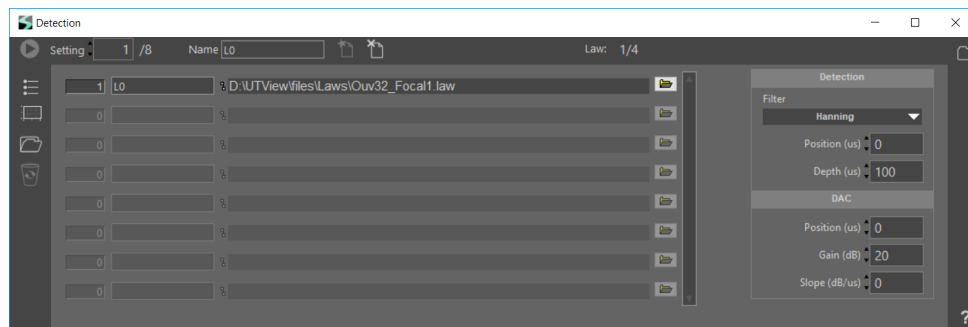 Detection
Setting 1 /8 Name L0 Law: 1/4
1 L0 D:\UTView\files\Laws\Ouv32_Focal1.law
0
0
0
0
0
0
0
Detection
Filter
Hanning
Position (us) 0
Depth (us) 100
DAC
Position (us) 0
Gain (dB) 20
Slope (dB/us) 0
?